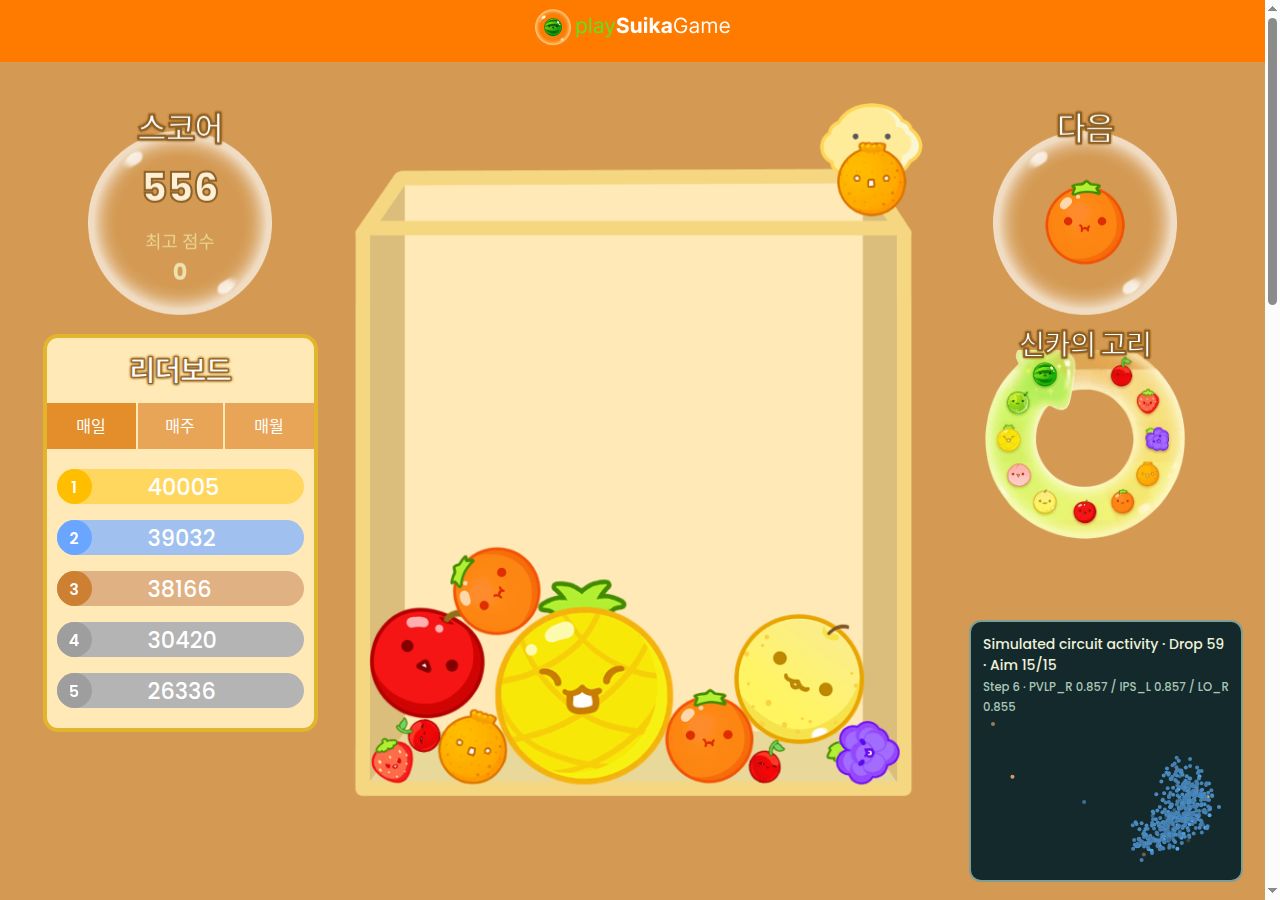 playSuikaGame
스코어
556
최고 점수
0
다음
신카의 고리
리더보드
매일 매주 매월
1 40005
2 39032
3 38166
4 30420
5 26336
Simulated circuit activity · Drop 59
· Aim 15/15
Step 6 · PVLP_R 0.857 / IPS_L 0.857 / LO_R
0.855